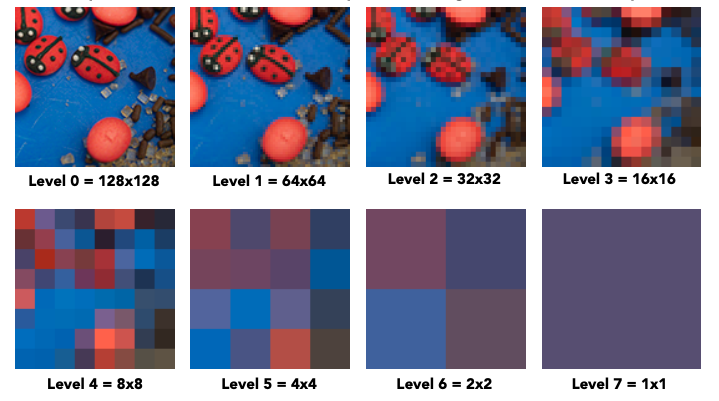 Level 0 = 128x128
Level 1 = 64x64
Level 2 = 32x32
Level 3 = 16x16
Level 4 = 8x8
Level 5 = 4x4
Level 6 = 2x2
Level 7 = 1x1